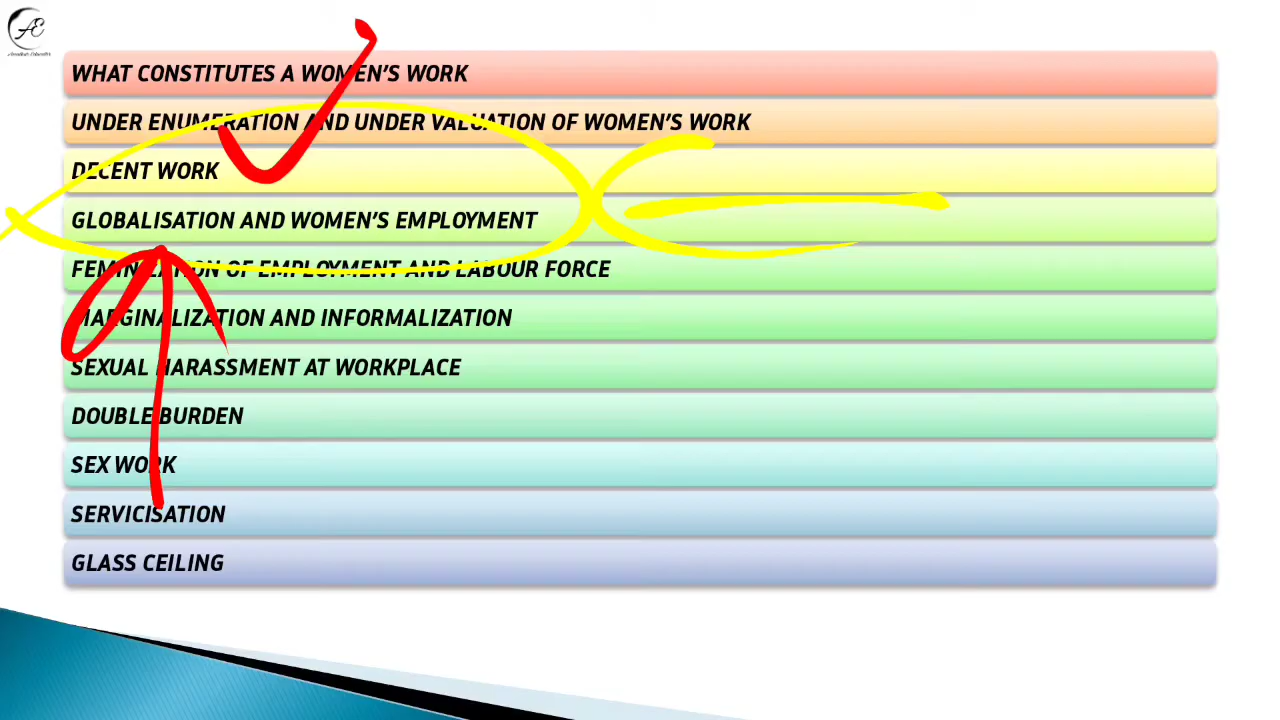 AE
WHAT CONSTITUTES A WOMEN'S WORK
UNDER ENUMERATION AND UNDER VALUATION OF WOMEN'S WORK
DECENT WORK
GLOBALISATION AND WOMEN'S EMPLOYMENT
FEMINIZATION OF EMPLOYMENT AND LABOUR FORCE
MARGINALIZATION AND INFORMALIZATION
SEXUAL HARASSMENT AT WORKPLACE
DOUBLE BURDEN
SEX WORK
SERVICISATION
GLASS CEILING